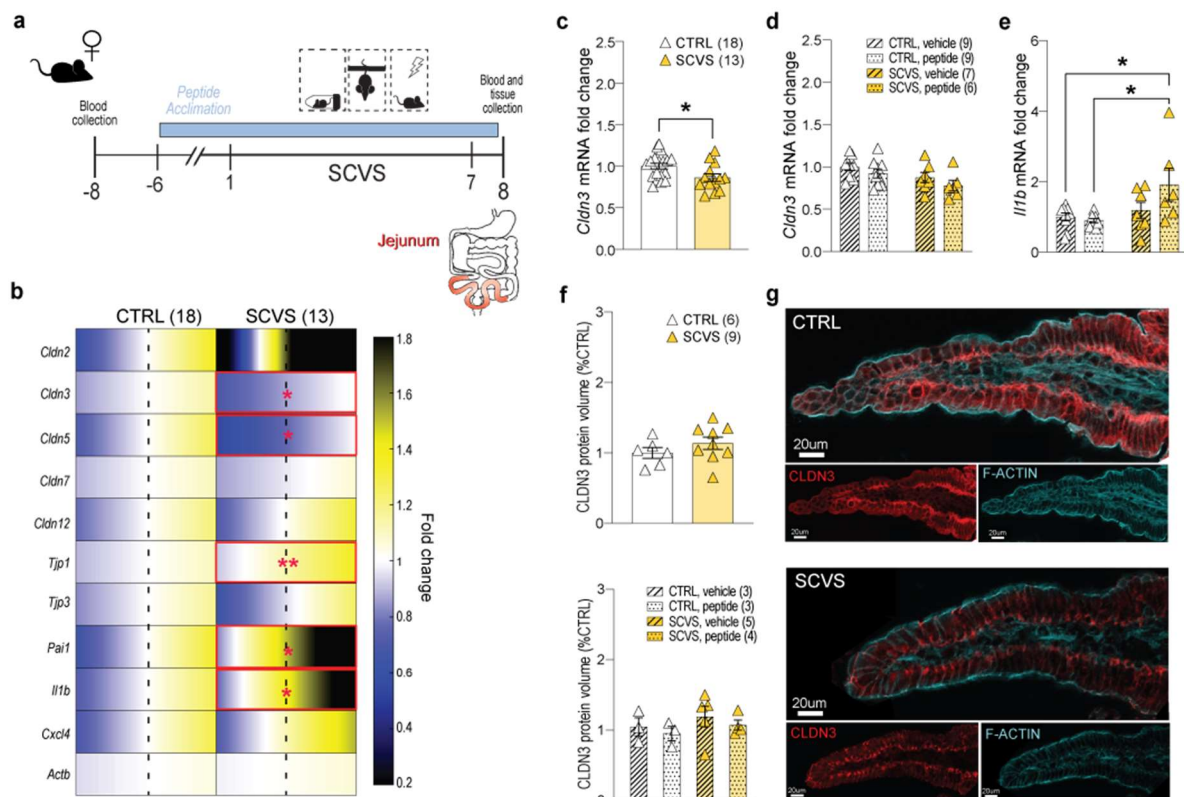 a
Blood
collection
Peptide
Acclimation
Blood and
tissue
collection
SCVS
-8
-6
1
7
8
Jejunum
b
CTRL (18)
SCVS (13)
Cldn2
Cldn3
*
Cldn5
*
Cldn7
Cldn12
Tjp1
**
Tjp3
Pai1
*
Il1b
*
Cxcl4
Actb
1.8
1.6
1.4
1.2
1
0.8
0.6
0.4
0.2
Fold change
c
CTRL (18)
SCVS (13)
*
Cldn3 mRNA fold change
2.5
2.0
1.5
1.0
0.5
0.0
d
CTRL, vehicle (9)
CTRL, peptide (9)
SCVS, vehicle (7)
SCVS, peptide (6)
Cldn3 mRNA fold change
2.5
2.0
1.5
1.0
0.5
0.0
e
*
*
Il1b mRNA fold change
6
4
2
0
f
CTRL (6)
SCVS (9)
CLDN3 protein volume (%CTRL)
3
2
1
0
CTRL, vehicle (3)
CTRL, peptide (3)
SCVS, vehicle (5)
SCVS, peptide (4)
CLDN3 protein volume (%CTRL)
3
2
1
g
CTRL
20um
CLDN3
20um
F-ACTIN
20um
SCVS
20um
CLDN3
20um
F-ACTIN
20um